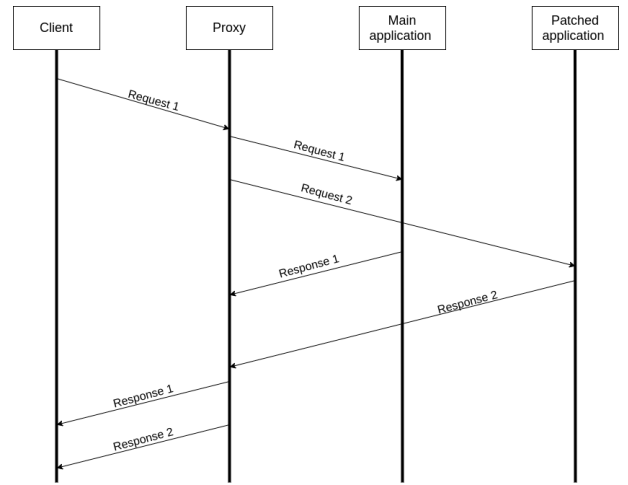 Client
Proxy
Main
application
Patched
application
Request 1
Request 1
Request 2
Response 1
Response 2
Response 1
Response 2